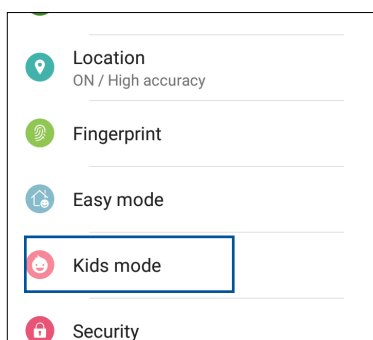 Location
ON / High accuracy
Fingerprint
Easy mode
Kids mode
Security